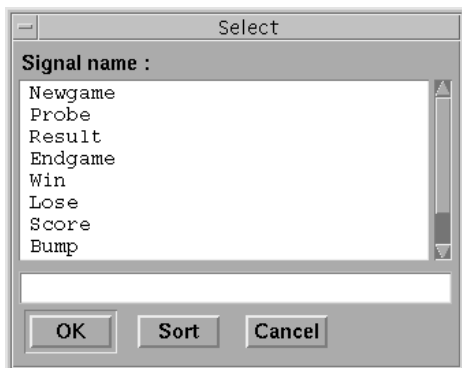 Select
Signal name :
Newgame
Probe
Result
Endgame
Win
Lose
Score
Bump
OK Sort Cancel